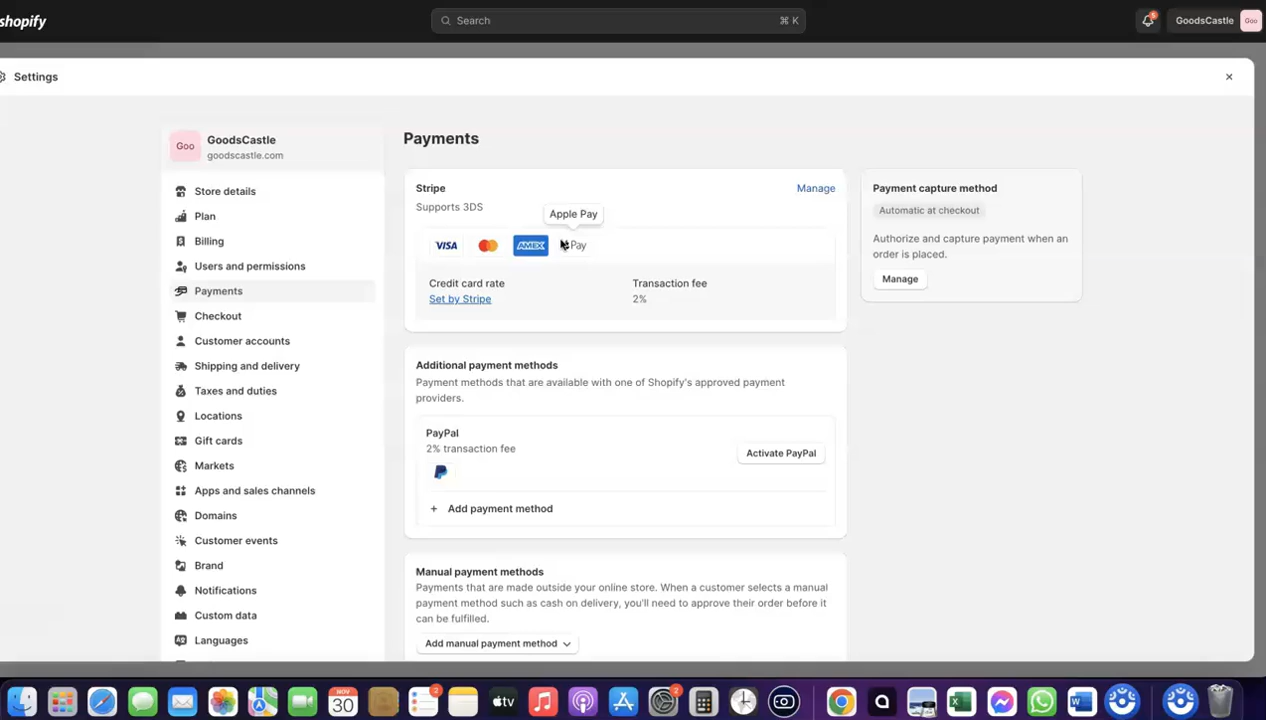 shopify
Search
⌘ K
5
GoodsCastle
Goo
Settings
Goo
GoodsCastle
goodscastle.com
Store details
Plan
Billing
Users and permissions
Payments
Checkout
Customer accounts
Shipping and delivery
Taxes and duties
Locations
Gift cards
Markets
Apps and sales channels
Domains
Customer events
Brand
Notifications
Custom data
Languages
Payments
Stripe
Manage
Supports 3DS
Apple Pay
VISA
AMEX
Pay
Credit card rate
Transaction fee
Set by Stripe
2%
Payment capture method
Automatic at checkout
Authorize and capture payment when an
order is placed.
Manage
Additional payment methods
Payment methods that are available with one of Shopify's approved payment
providers.
PayPal
2% transaction fee
Activate PayPal
+ Add payment method
Manual payment methods
Payments that are made outside your online store. When a customer selects a manual
payment method such as cash on delivery, you'll need to approve their order before it
can be fulfilled.
Add manual payment method
NOV
30
2
tv
2